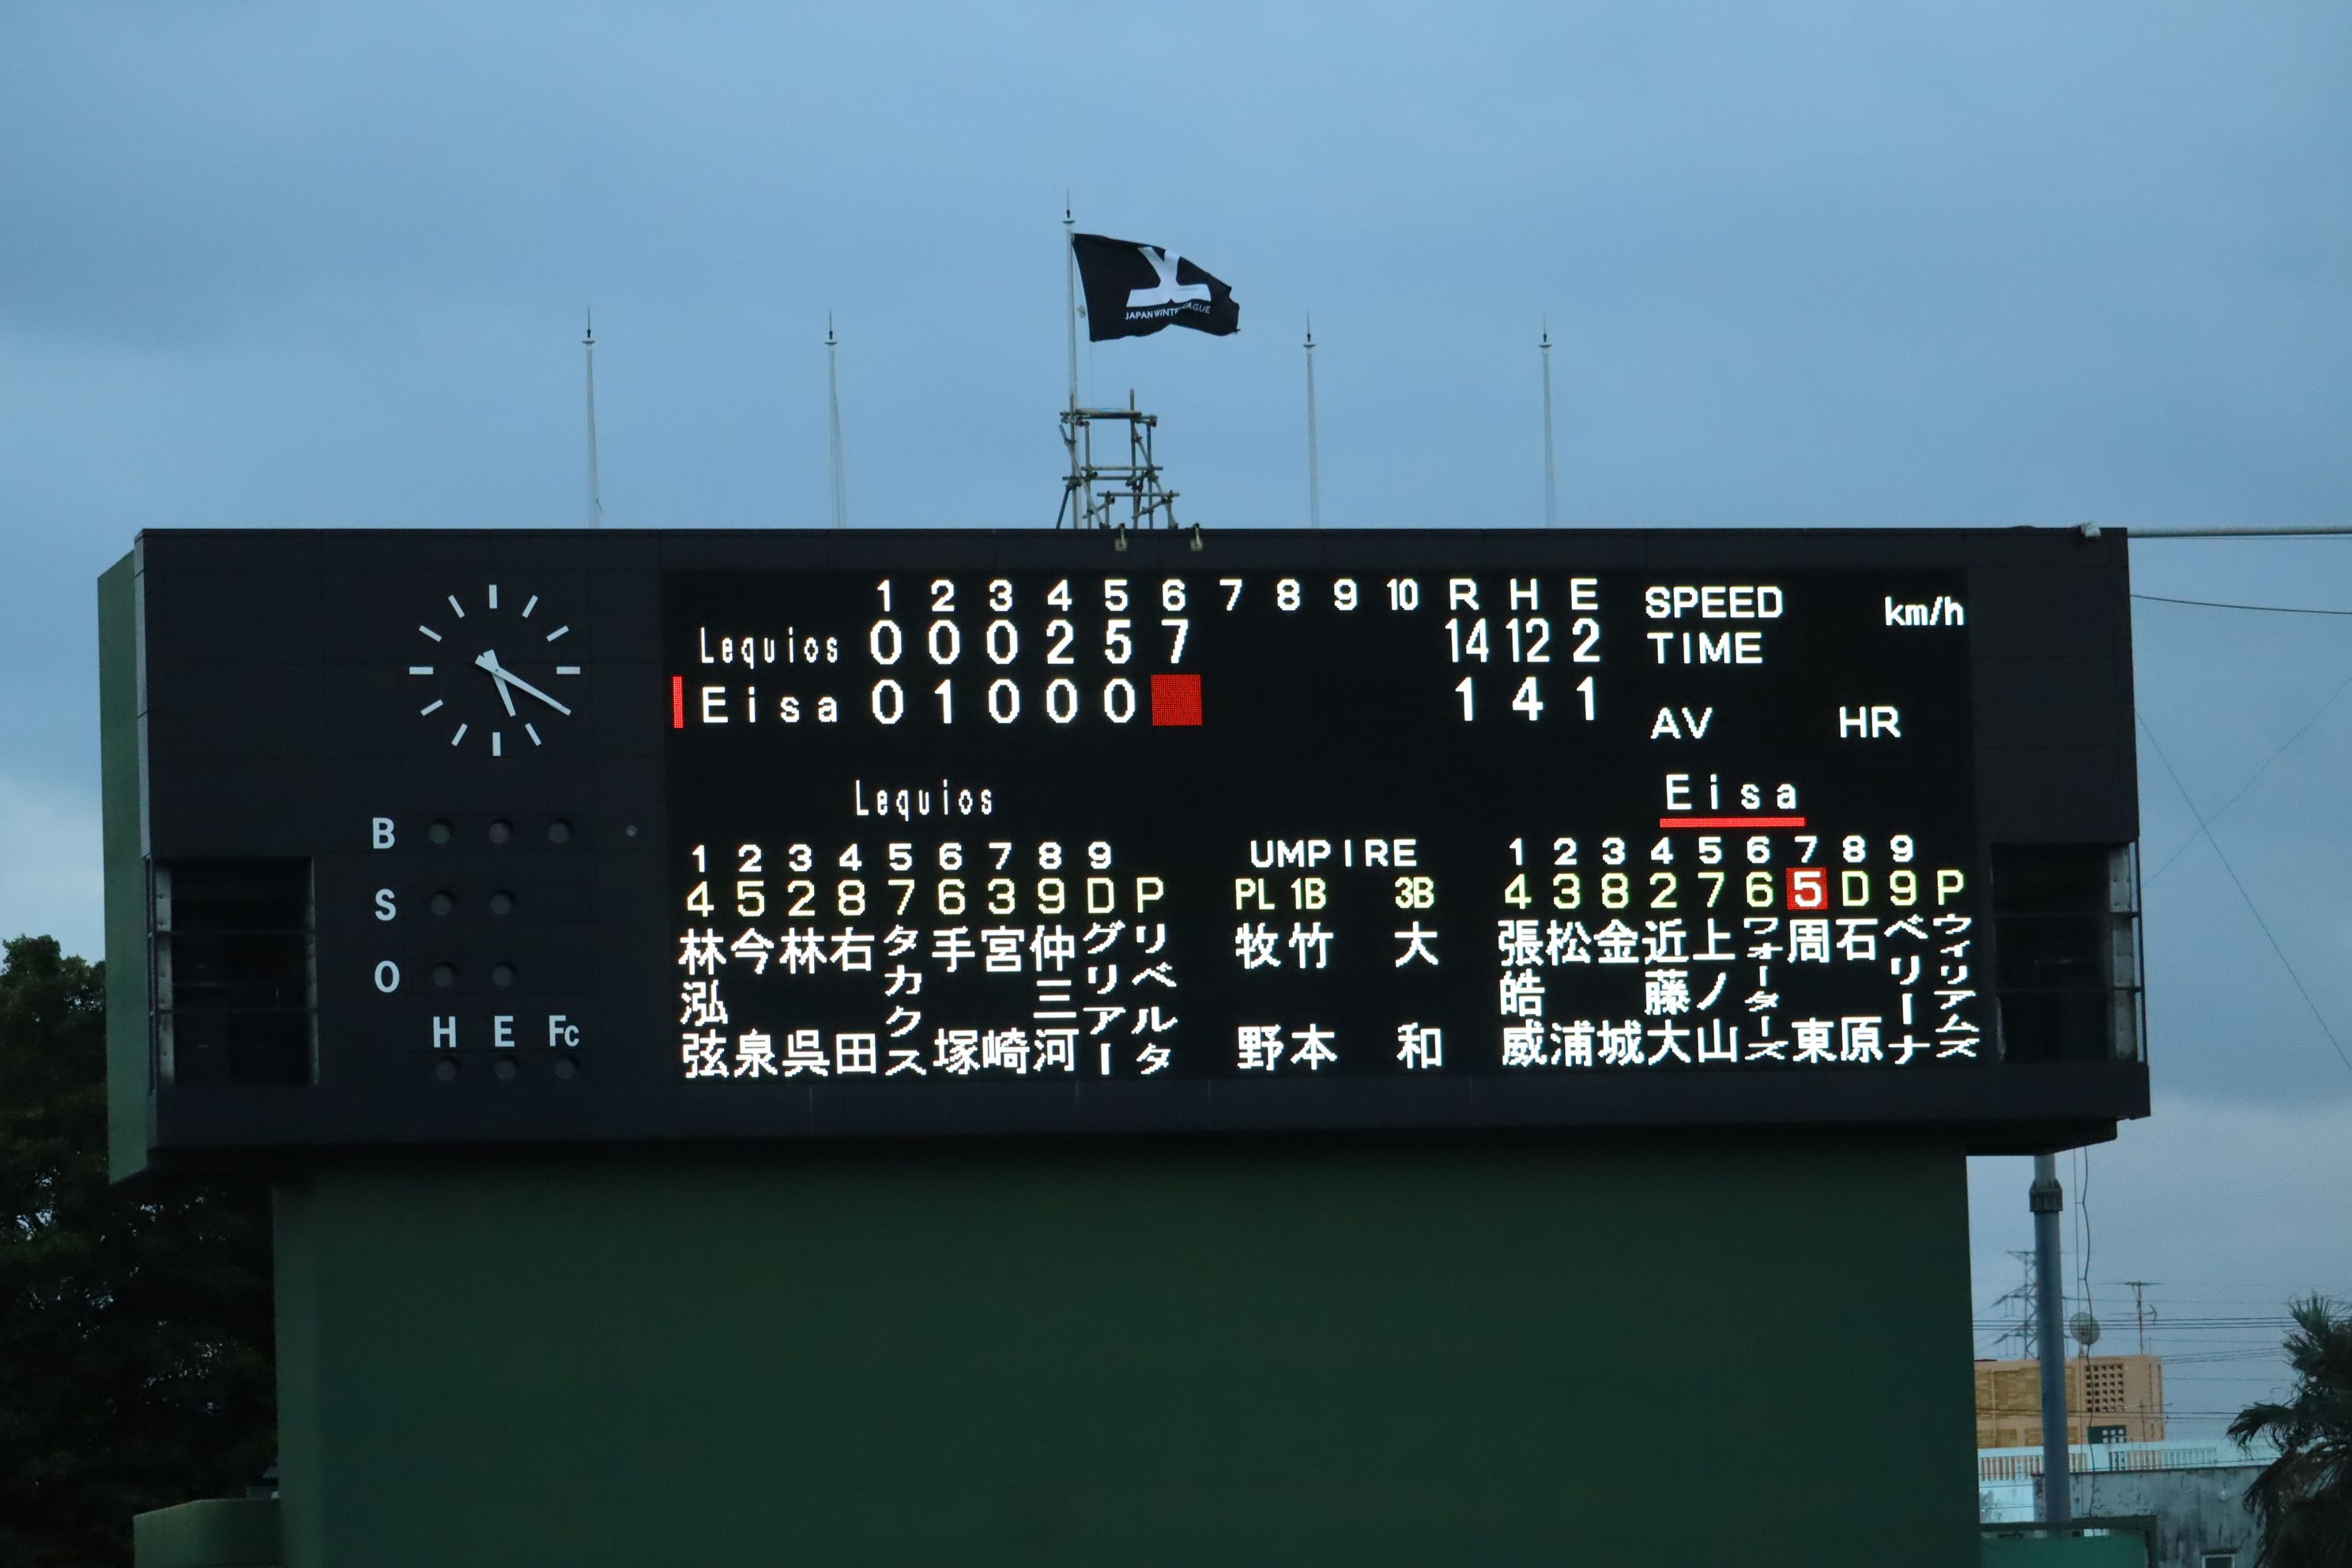 JAPAN WINT AGUE
1 2 3 4 5 6 7 8 9 10 R H E
Lequios 0 0 0 2 5 7 14 12 2
Eisa 0 1 0 0 0 1 4 1
SPEED km/h
TIME
AV HR
Lequios
1 2 3 4 5 6 7 8 9
4 5 2 8 7 6 3 9 D P
林泓弦
今泉
林呉
右田
タカクス
手塚
宮崎
仲三河
グリアー
リベルタ
UMPIRE
PL 1B 3B
牧野
竹本
大和
Eisa
1 2 3 4 5 6 7 8 9
4 3 8 2 7 6 5 D 9 P
張皓威
松浦
金城
近藤大
上ノ山
ウォーターズ
周東
石原
ベリーナ
ウィリアムズ
B
S
O
H E Fc